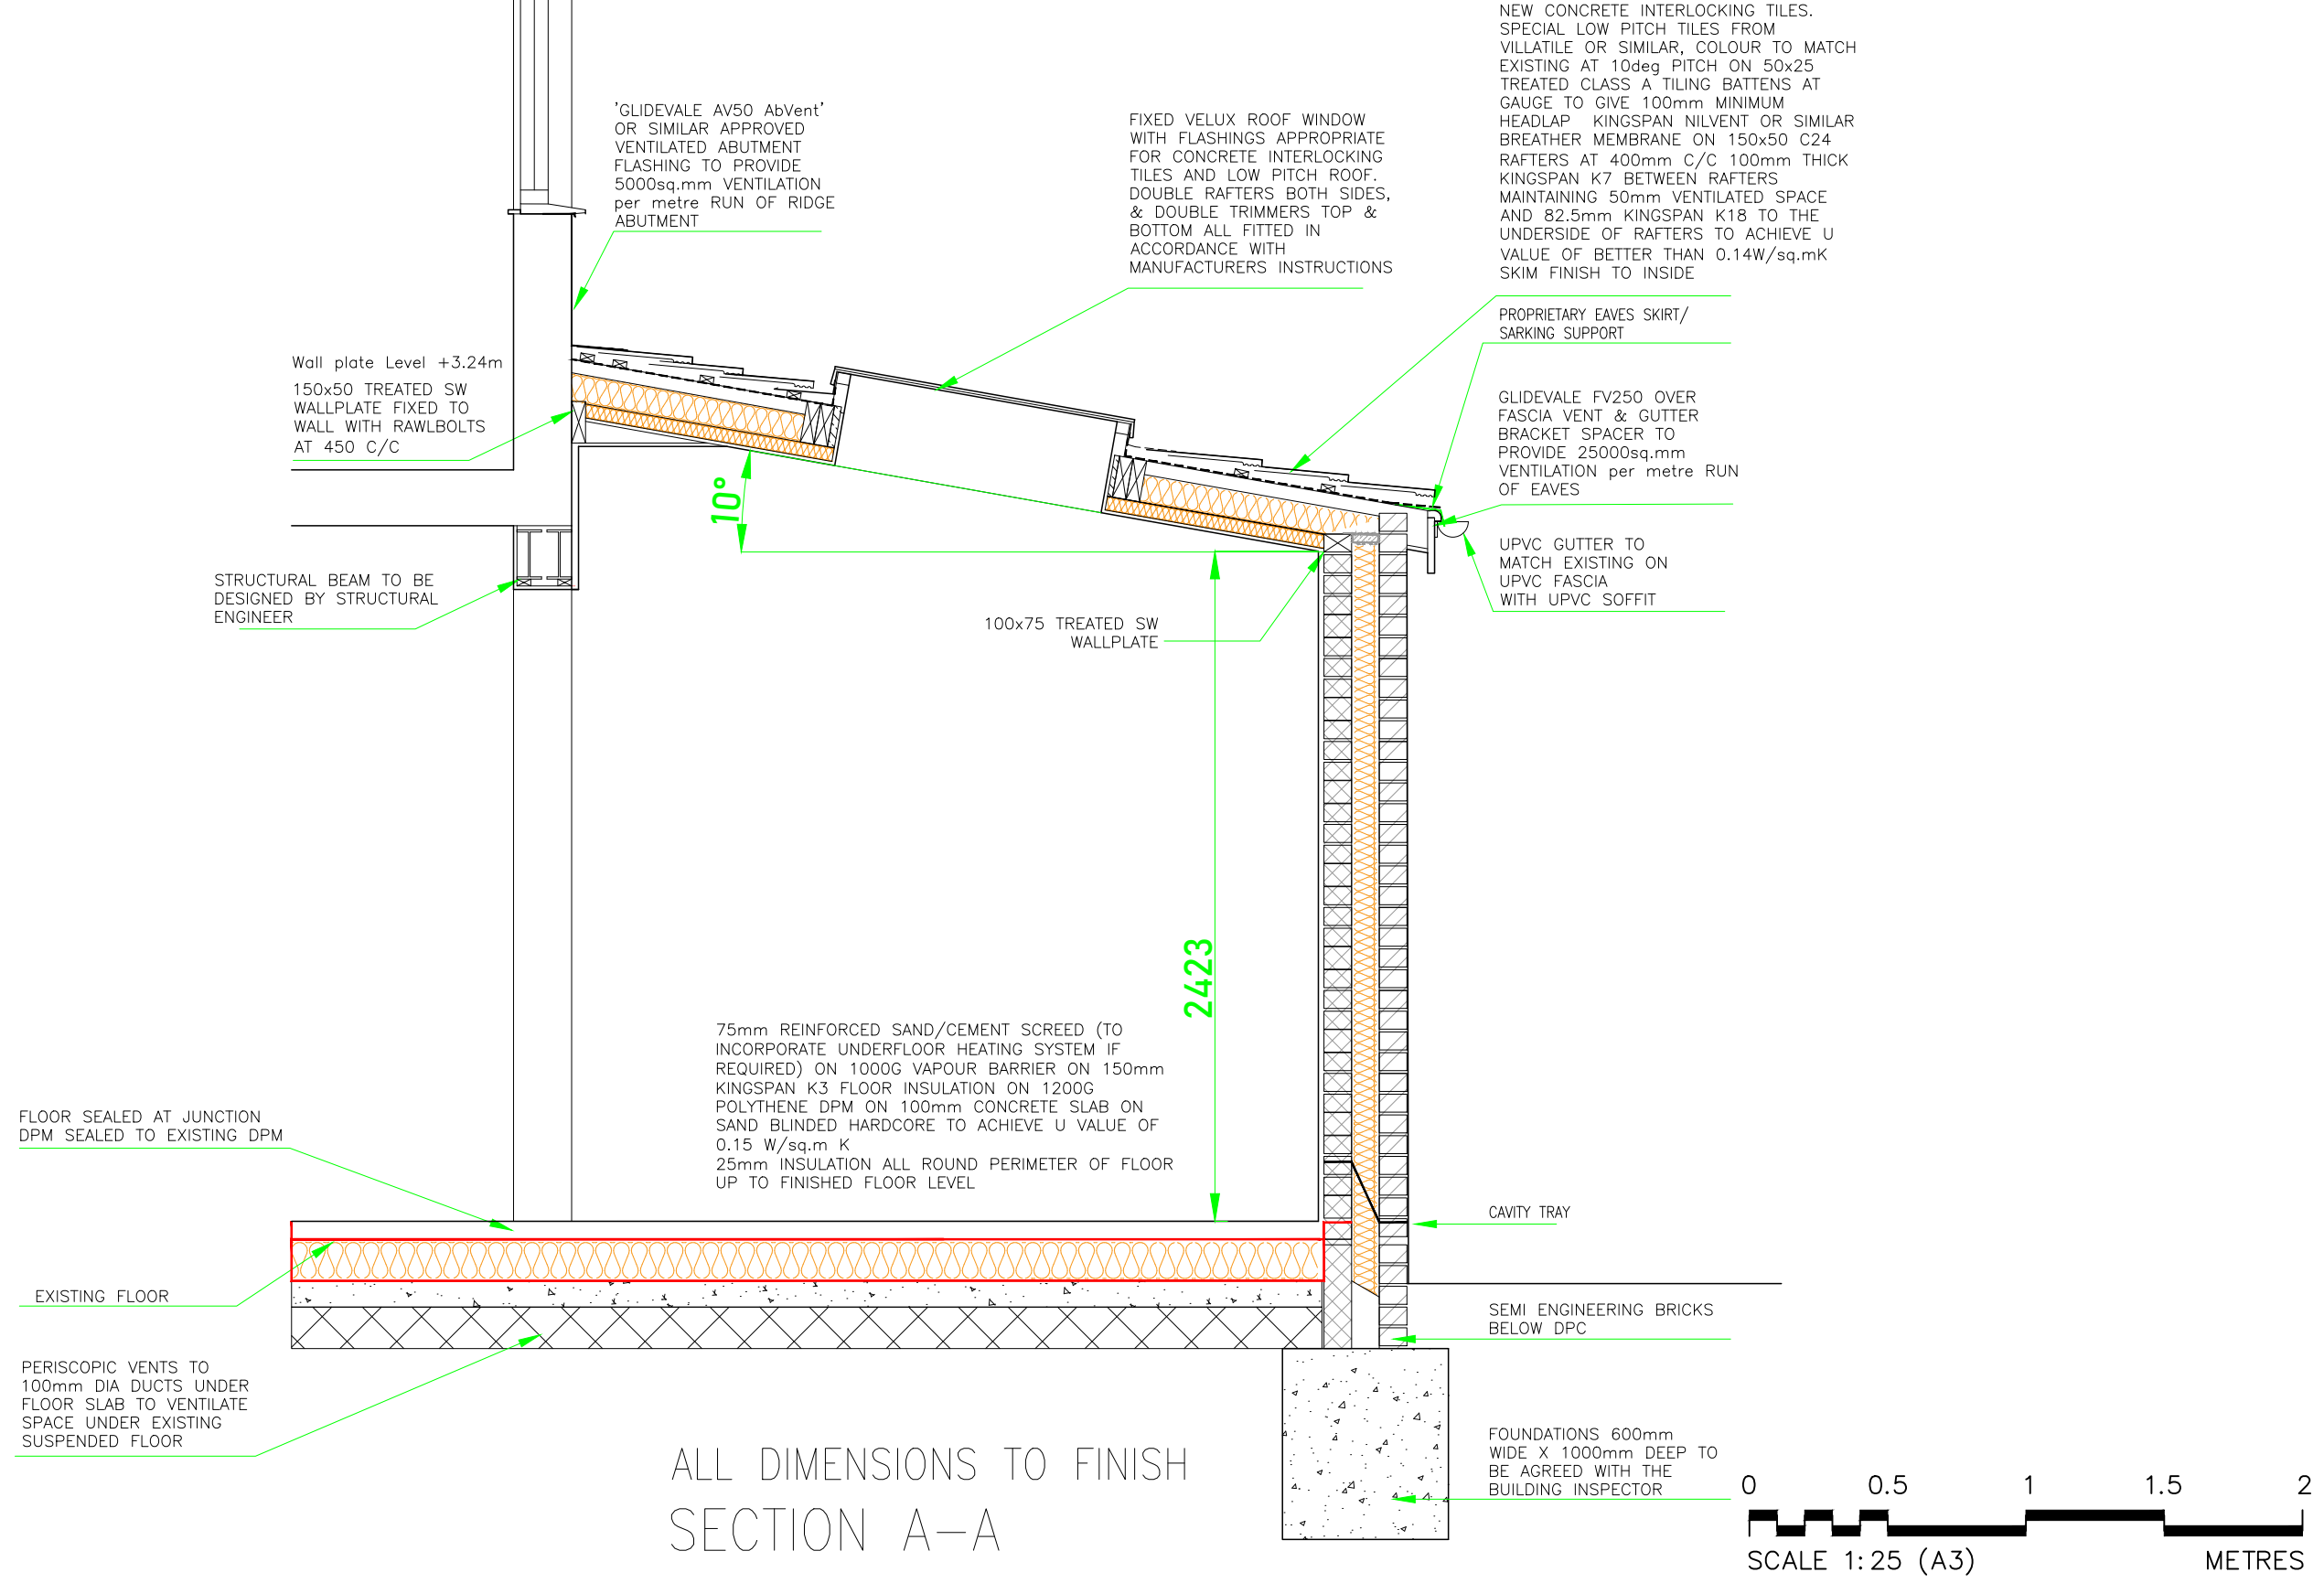 'GLIDEVALE AV50 AbVent'
OR SIMILAR APPROVED
VENTILATED ABUTMENT
FLASHING TO PROVIDE
5000sq.mm VENTILATION
per metre RUN OF RIDGE
ABUTMENT
FIXED VELUX ROOF WINDOW
WITH FLASHINGS APPROPRIATE
FOR CONCRETE INTERLOCKING
TILES AND LOW PITCH ROOF.
DOUBLE RAFTERS BOTH SIDES,
& DOUBLE TRIMMERS TOP &
BOTTOM ALL FITTED IN
ACCORDANCE WITH
MANUFACTURERS INSTRUCTIONS
NEW CONCRETE INTERLOCKING TILES.
SPECIAL LOW PITCH TILES FROM
VILLATILE OR SIMILAR, COLOUR TO MATCH
EXISTING AT 10deg PITCH ON 50x25
TREATED CLASS A TILING BATTENS AT
GAUGE TO GIVE 100mm MINIMUM
HEADLAP KINGSPAN NILVENT OR SIMILAR
BREATHER MEMBRANE ON 150x50 C24
RAFTERS AT 400mm C/C 100mm THICK
KINGSPAN K7 BETWEEN RAFTERS
MAINTAINING 50mm VENTILATED SPACE
AND 82.5mm KINGSPAN K18 TO THE
UNDERSIDE OF RAFTERS TO ACHIEVE U
VALUE OF BETTER THAN 0.14W/sq.mK
SKIM FINISH TO INSIDE
PROPRIETARY EAVES SKIRT/
SARKING SUPPORT
Wall plate Level +3.24m
150x50 TREATED SW
WALLPLATE FIXED TO
WALL WITH RAWLBOLTS
AT 450 C/C
GLIDEVALE FV250 OVER
FASCIA VENT & GUTTER
BRACKET SPACER TO
PROVIDE 25000sq.mm
VENTILATION per metre RUN
OF EAVES
10°
UPVC GUTTER TO
MATCH EXISTING ON
UPVC FASCIA
WITH UPVC SOFFIT
STRUCTURAL BEAM TO BE
DESIGNED BY STRUCTURAL
ENGINEER
100x75 TREATED SW
WALLPLATE
2423
75mm REINFORCED SAND/CEMENT SCREED (TO
INCORPORATE UNDERFLOOR HEATING SYSTEM IF
REQUIRED) ON 1000G VAPOUR BARRIER ON 150mm
KINGSPAN K3 FLOOR INSULATION ON 1200G
POLYTHENE DPM ON 100mm CONCRETE SLAB ON
SAND BLINDED HARDCORE TO ACHIEVE U VALUE OF
0.15 W/sq.m K
25mm INSULATION ALL ROUND PERIMETER OF FLOOR
UP TO FINISHED FLOOR LEVEL
FLOOR SEALED AT JUNCTION
DPM SEALED TO EXISTING DPM
CAVITY TRAY
EXISTING FLOOR
SEMI ENGINEERING BRICKS
BELOW DPC
PERISCOPIC VENTS TO
100mm DIA DUCTS UNDER
FLOOR SLAB TO VENTILATE
SPACE UNDER EXISTING
SUSPENDED FLOOR
FOUNDATIONS 600mm
WIDE X 1000mm DEEP TO
BE AGREED WITH THE
BUILDING INSPECTOR
ALL DIMENSIONS TO FINISH
SECTION A-A
0 0.5 1 1.5 2
SCALE 1:25 (A3) METRES